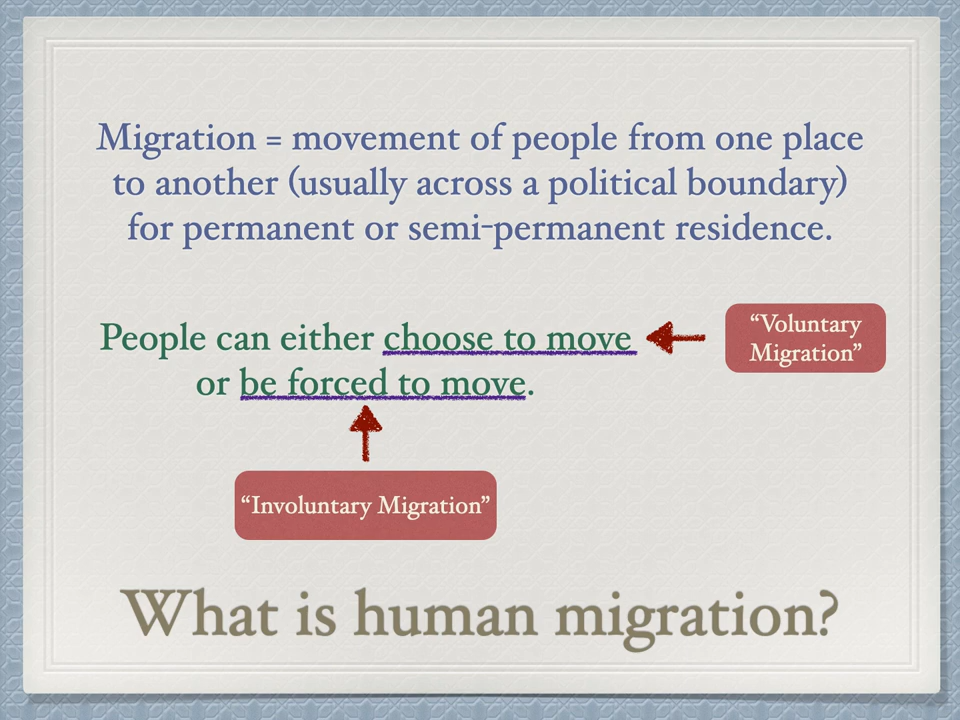 Migration = movement of people from one place
to another (usually across a political boundary)
for permanent or semi-permanent residence.
People can either choose to move
or be forced to move.
“Voluntary
Migration”
“Involuntary Migration”
What is human migration?